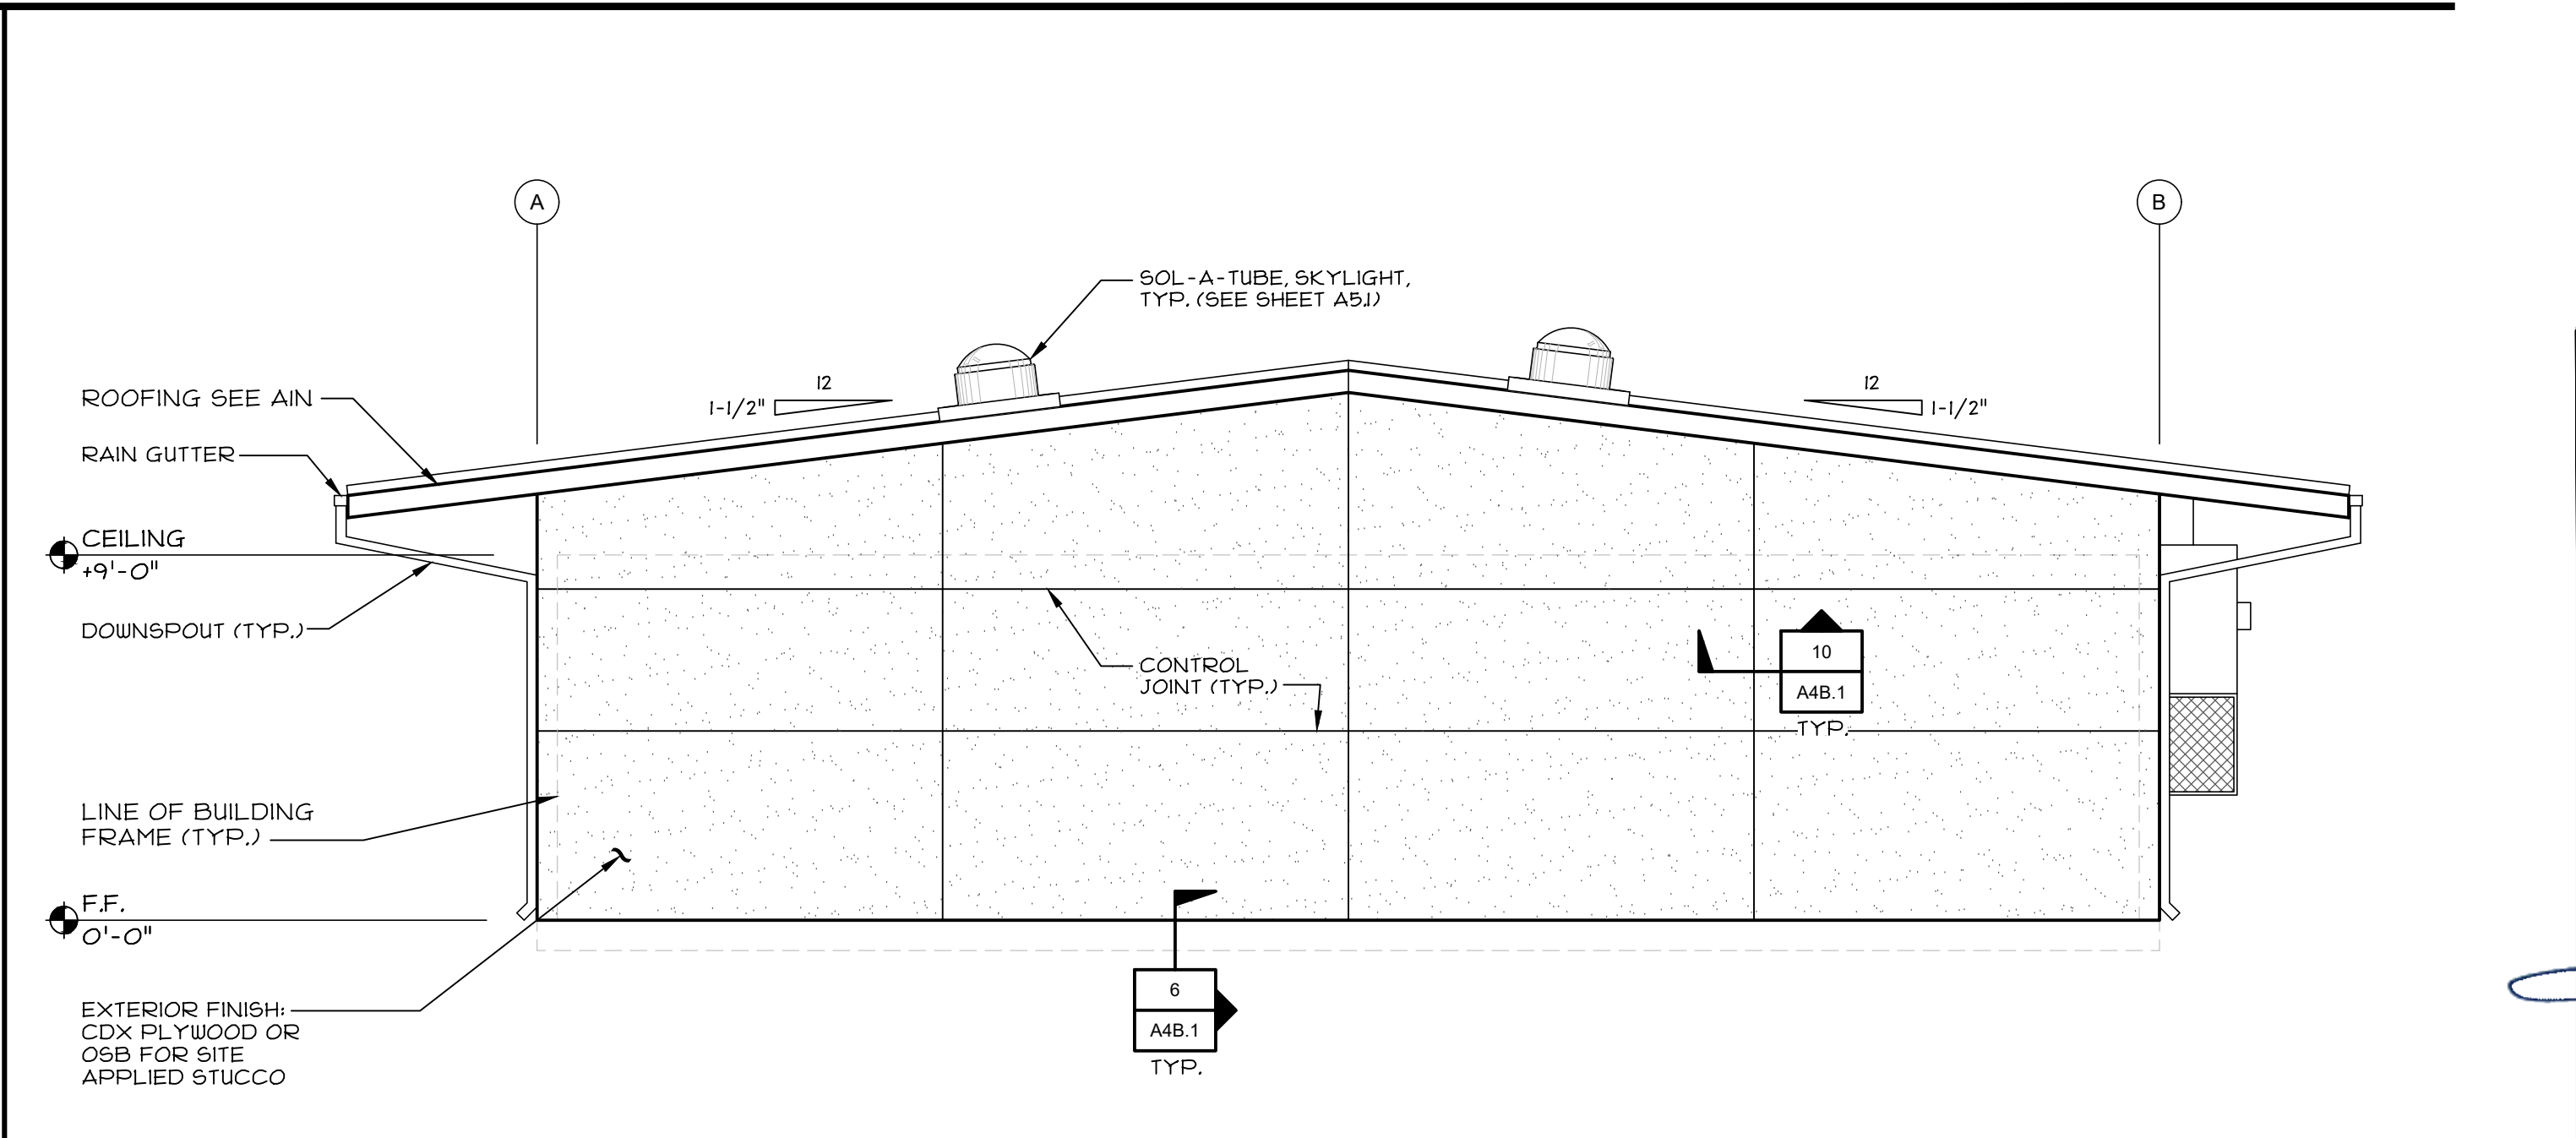 A
B
SOL-A-TUBE, SKYLIGHT,
TYP. (SEE SHEET A5.1)
12
1-1/2"
12
1-1/2"
ROOFING SEE AIN
RAIN GUTTER
CEILING
+9'-0"
DOWNSPOUT (TYP.)
CONTROL
JOINT (TYP.)
10
A4B.1
TYP.
LINE OF BUILDING
FRAME (TYP.)
F.F.
0'-0"
6
A4B.1
TYP.
EXTERIOR FINISH:
CDX PLYWOOD OR
OSB FOR SITE
APPLIED STUCCO